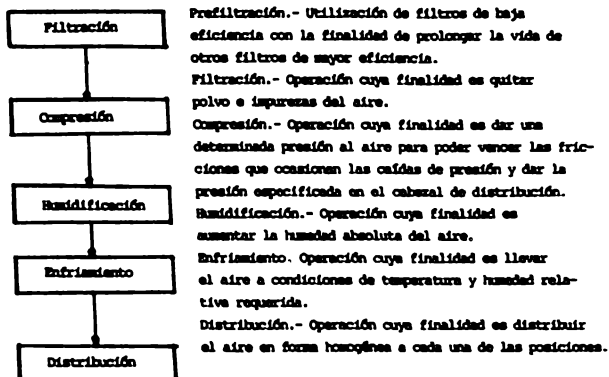 Filtración
Compresión
Humidificación
Enfriamiento
Distribución
Prefiltración.- Utilización de filtros de baja
eficiencia con la finalidad de prolongar la vida de
otros filtros de mayor eficiencia.
Filtración.- Operación cuya finalidad es quitar
polvo e impurezas del aire.
Compresión.- Operación cuya finalidad es dar una
determinada presión al aire para poder vencer las fric-
ciones que ocasionan las caídas de presión y dar la
presión especificada en el cabezal de distribución.
Humidificación.- Operación cuya finalidad es
aumentar la humedad absoluta del aire.
Enfriamiento. Operación cuya finalidad es llevar
el aire a condiciones de temperatura y humedad rela-
tiva requerida.
Distribución.- Operación cuya finalidad es distribuir
el aire en forma homogénea a cada una de las posiciones.